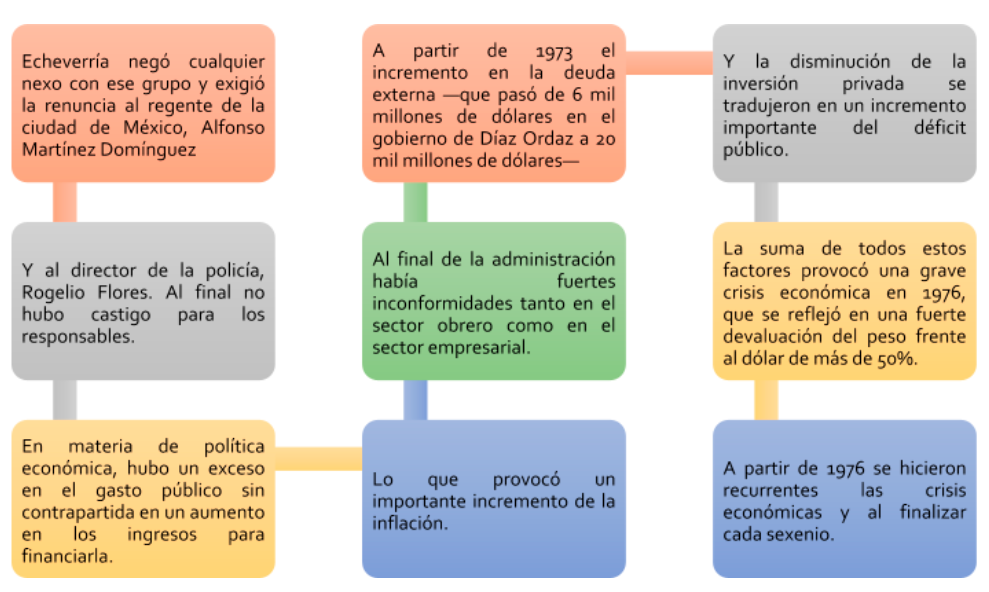 Echeverría negó cualquier
nexo con ese grupo y exigió
la renuncia al regente de la
ciudad de México, Alfonso
Martínez Domínguez
Y al director de la policía,
Rogelio Flores. Al final no
hubo castigo para los
responsables.
En materia de política
económica, hubo un exceso
en el gasto público sin
contrapartida en un aumento
en los ingresos para
financiarla.
Lo que provocó un
importante incremento de la
inflación.
Al final de la administración
había fuertes
inconformidades tanto en el
sector obrero como en el
sector empresarial.
A partir de 1973 el
incremento en la deuda
externa —que pasó de 6 mil
millones de dólares en el
gobierno de Díaz Ordaz a 20
mil millones de dólares—
Y la disminución de la
inversión privada se
tradujeron en un incremento
importante del déficit
público.
La suma de todos estos
factores provocó una grave
crisis económica en 1976,
que se reflejó en una fuerte
devaluación del peso frente
al dólar de más de 50%.
A partir de 1976 se hicieron
recurrentes las crisis
económicas y al finalizar
cada sexenio.